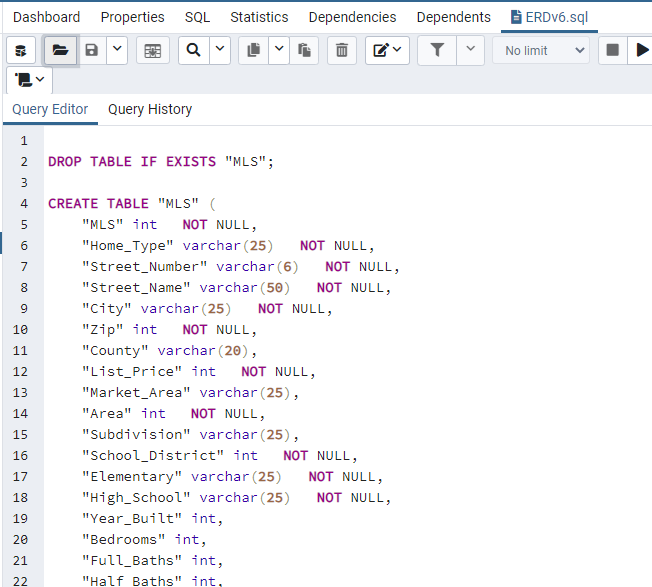 Dashboard Properties SQL Statistics Dependencies Dependents ERDv6.sql
No limit
Query Editor Query History
1
2 DROP TABLE IF EXISTS "MLS";
3
4 CREATE TABLE "MLS" (
5 "MLS" int NOT NULL,
6 "Home_Type" varchar(25) NOT NULL,
7 "Street_Number" varchar(6) NOT NULL,
8 "Street_Name" varchar(50) NOT NULL,
9 "City" varchar(25) NOT NULL,
10 "Zip" int NOT NULL,
11 "County" varchar(20),
12 "List_Price" int NOT NULL,
13 "Market_Area" varchar(25),
14 "Area" int NOT NULL,
15 "Subdivision" varchar(25),
16 "School_District" int NOT NULL,
17 "Elementary" varchar(25) NOT NULL,
18 "High_School" varchar(25) NOT NULL,
19 "Year_Built" int,
20 "Bedrooms" int,
21 "Full_Baths" int,
22 "Half_Baths" int,